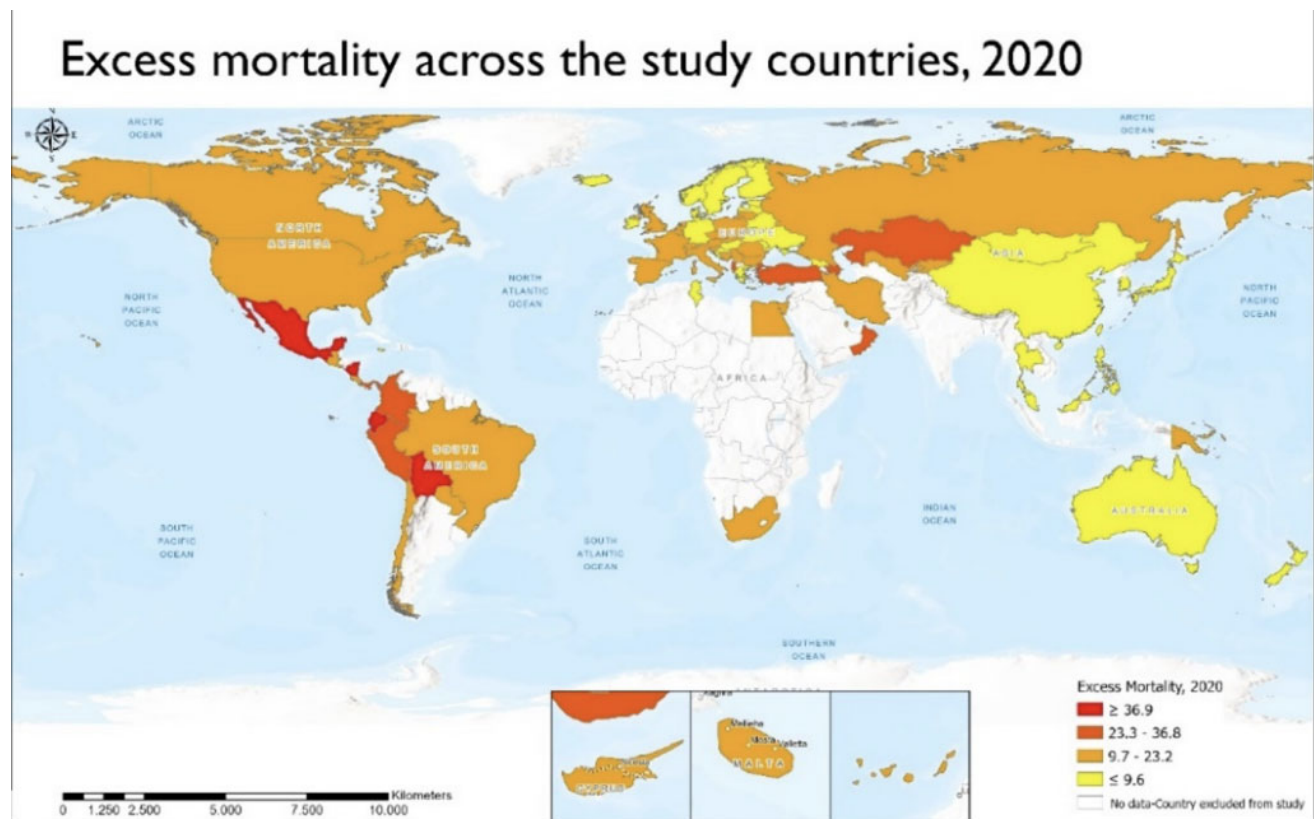 Excess mortality across the study countries, 2020
N
E
S
ARCTIC
OCEAN
ARCTIC
OCEAN
NORTH
AMERICA
EUROPE
ASIA
NORTH
PACIFIC
OCEAN
NORTH
ATLANTIC
OCEAN
NORTH
PACIFIC
OCEAN
AFRICA
SOUTH
AMERICA
SOUTH
PACIFIC
OCEAN
SOUTH
ATLANTIC
OCEAN
INDIAN
OCEAN
AUSTRALIA
SOUTHERN
OCEAN
Mellieha
Mosta Valletta
MALTA
Excess Mortality, 2020
≥ 36.9
23.3 - 36.8
9.7 - 23.2
≤ 9.6
No data-Country excluded from study
Kilometers
0 1.250 2.500 5.000 7.500 10.000